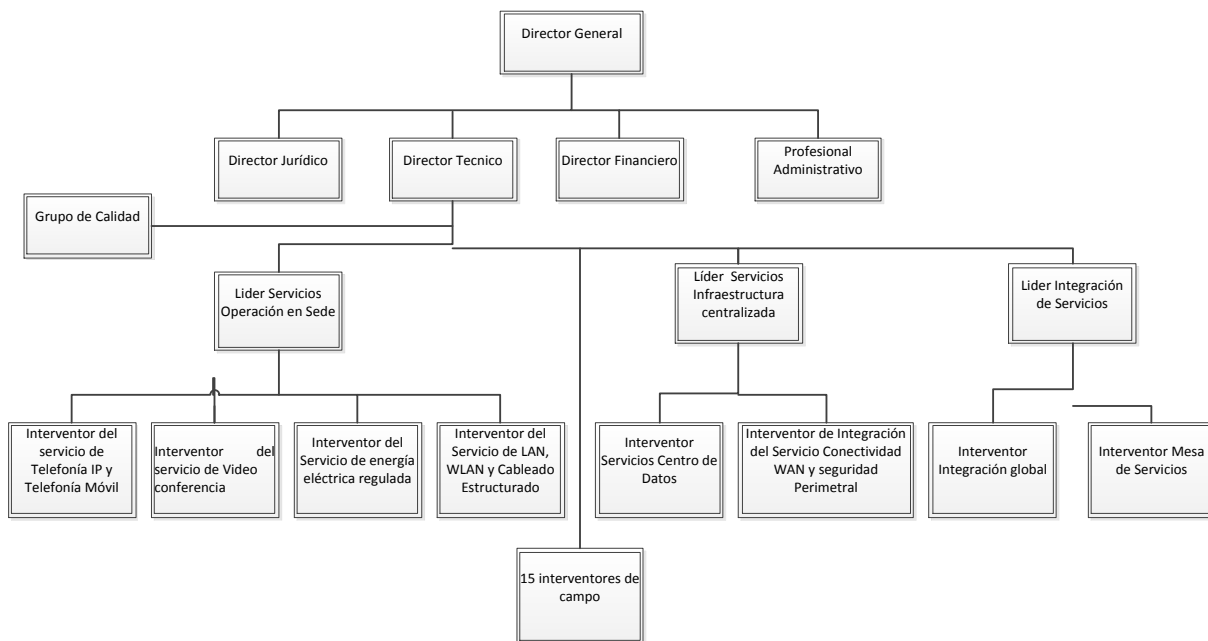 Director General
Director Jurídico
Director Tecnico
Director Financiero
Profesional
Administrativo
Grupo de Calidad
Lider Servicios
Operación en Sede
Líder Servicios
Infraestructura
centralizada
Lider Integración
de Servicios
Interventor del
servicio de
Telefonía IP y
Telefonía Móvil
Interventor del
servicio de Video
conferencia
Interventor del
Servicio de energía
eléctrica regulada
Interventor del
Servicio de LAN,
WLAN y Cableado
Estructurado
Interventor
Servicios Centro de
Datos
Interventor de Integración
del Servicio Conectividad
WAN y seguridad
Perimetral
Interventor
Integración global
Interventor Mesa
de Servicios
15 interventores de
campo